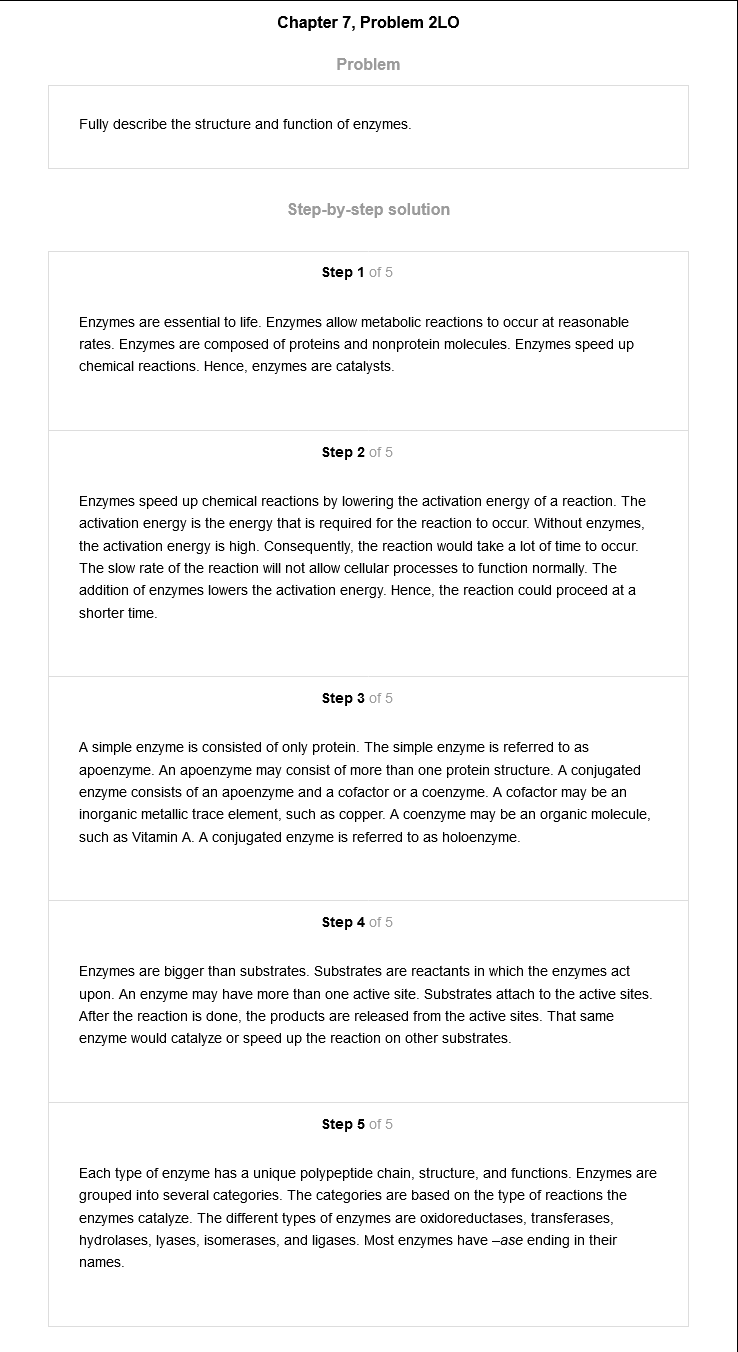 Chapter 7, Problem 2LO
Problem
Fully describe the structure and function of enzymes.
Step-by-step solution
Step 1 of 5
Enzymes are essential to life. Enzymes allow metabolic reactions to occur at reasonable
rates. Enzymes are composed of proteins and nonprotein molecules. Enzymes speed up
chemical reactions. Hence, enzymes are catalysts.
Step 2 of 5
Enzymes speed up chemical reactions by lowering the activation energy of a reaction. The
activation energy is the energy that is required for the reaction to occur. Without enzymes,
the activation energy is high. Consequently, the reaction would take a lot of time to occur.
The slow rate of the reaction will not allow cellular processes to function normally. The
addition of enzymes lowers the activation energy. Hence, the reaction could proceed at a
shorter time.
Step 3 of 5
A simple enzyme is consisted of only protein. The simple enzyme is referred to as
apoenzyme. An apoenzyme may consist of more than one protein structure. A conjugated
enzyme consists of an apoenzyme and a cofactor or a coenzyme. A cofactor may be an
inorganic metallic trace element, such as copper. A coenzyme may be an organic molecule,
such as Vitamin A. A conjugated enzyme is referred to as holoenzyme.
Step 4 of 5
Enzymes are bigger than substrates. Substrates are reactants in which the enzymes act
upon. An enzyme may have more than one active site. Substrates attach to the active sites.
After the reaction is done, the products are released from the active sites. That same
enzyme would catalyze or speed up the reaction on other substrates.
Step 5 of 5
Each type of enzyme has a unique polypeptide chain, structure, and functions. Enzymes are
grouped into several categories. The categories are based on the type of reactions the
enzymes catalyze. The different types of enzymes are oxidoreductases, transferases,
hydrolases, lyases, isomerases, and ligases. Most enzymes have –ase ending in their
names.